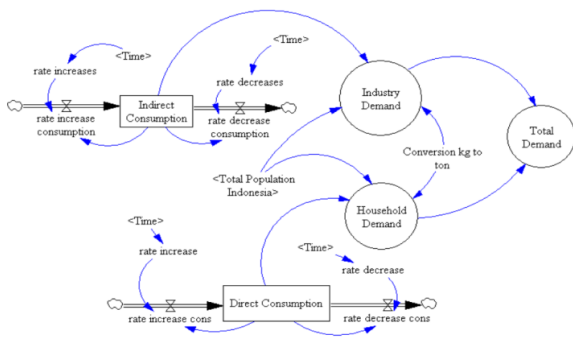 <Time>
rate increases
Indirect
Consumption
rate increase
consumption
<Time>
rate decreases
rate decrease
consumption
Industry
Demand
Total
Demand
Conversion kg to
ton
<Total Population
Indonesia>
Household
Demand
<Time>
rate increase
rate increase cons
Direct Consumption
<Time>
rate decrease
rate decrease cons